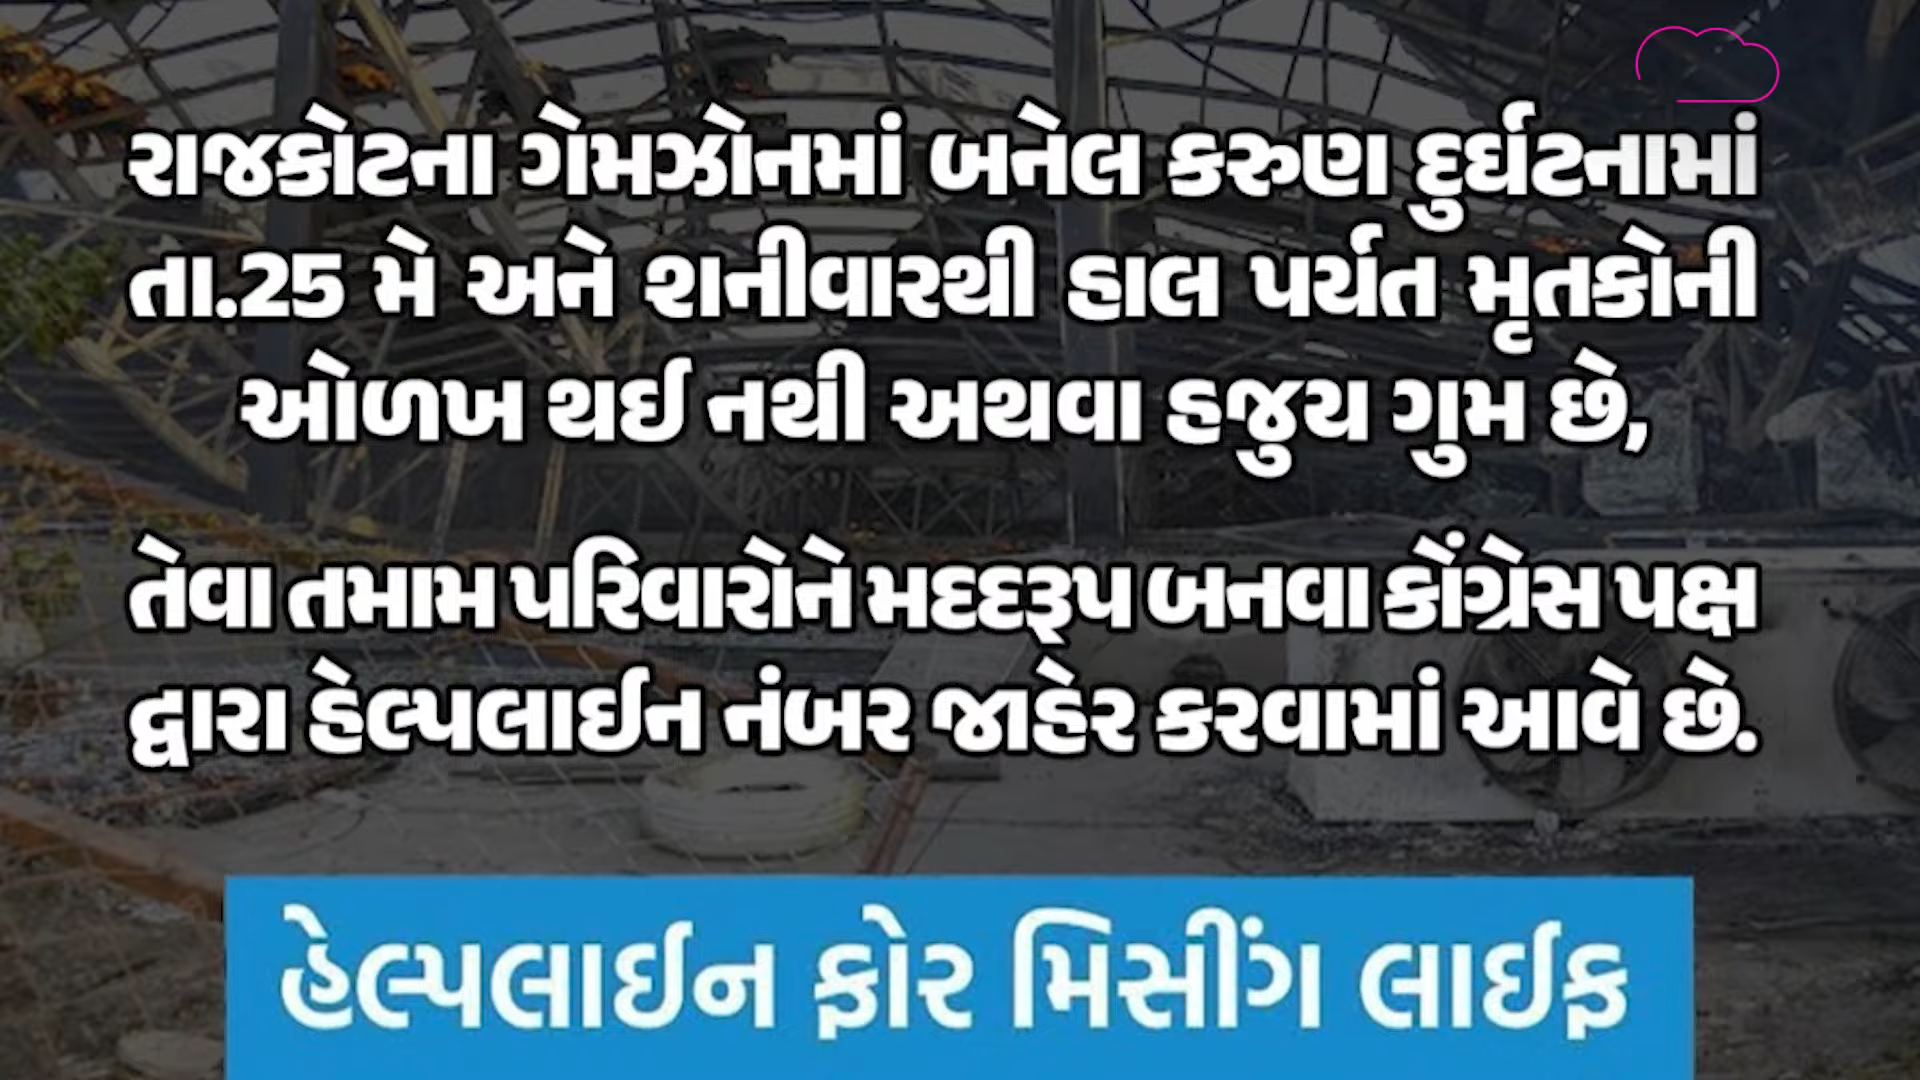 રાજકોટના ગેમઝોનમાં બનેલ કરુણ દુર્ઘટનામાં
તા.25 મે અને શનીવારથી હાલ પર્યત મૃતકોની
ઓળખ થઈ નથી અથવા હજુય ગુમ છે,
તેવા તમામ પરિવારોને મદદરૂપ બનવા કોંગ્રેસ પક્ષ
દ્વારા હેલ્પલાઈન નંબર જાહેર કરવામાં આવે છે.
હેલ્પલાઈન ફોર મિસીંગ લાઈફ